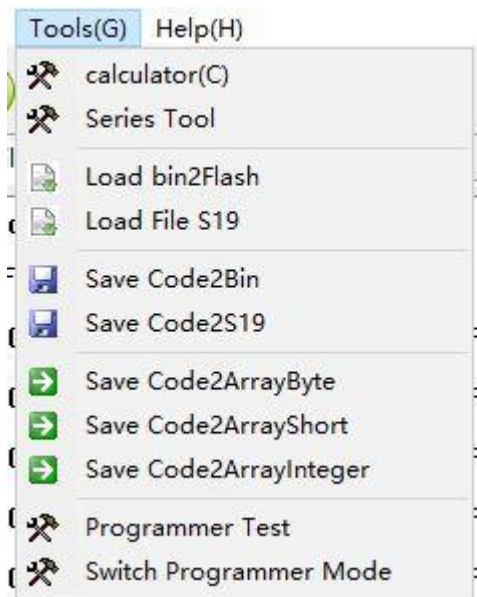 Tools(G) Help(H)
calculator(C)
Series Tool
Load bin2Flash
Load File S19
Save Code2Bin
Save Code2S19
Save Code2ArrayByte
Save Code2ArrayShort
Save Code2ArrayInteger
Programmer Test
Switch Programmer Mode